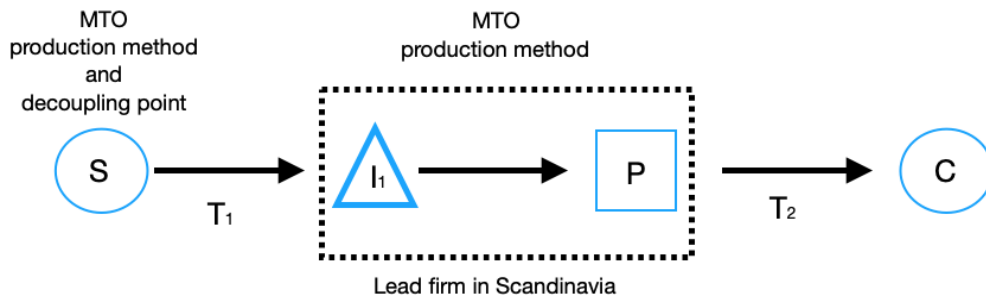 MTO
production method
and
decoupling point
MTO
production method
S
T1
I1
P
T2
C
Lead firm in Scandinavia